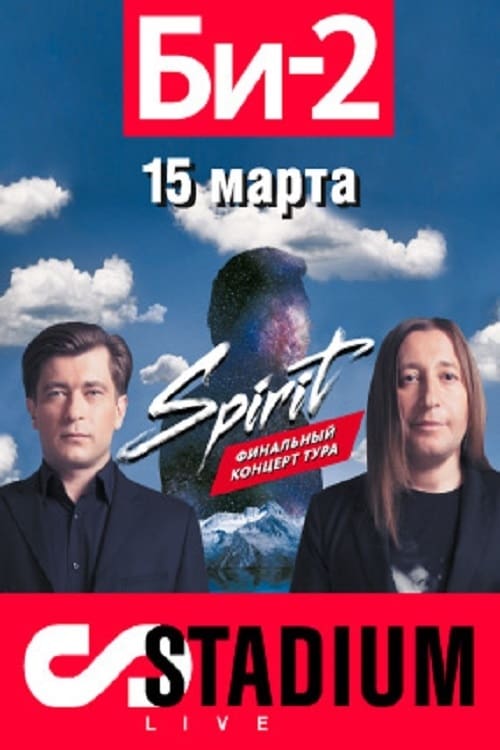 Би-2
15 марта
Spirit
ФИНАЛЬНЫЙ
КОНЦЕРТ ТУРА
STADIUM
LIVE